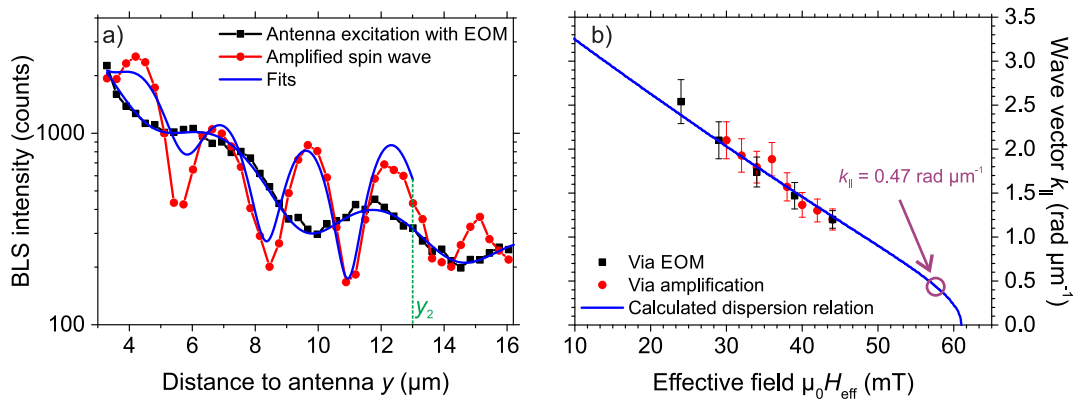 a)
Antenna excitation with EOM
Amplified spin wave
Fits
BLS intensity (counts)
1000
100
y₂
4 6 8 10 12 14 16
Distance to antenna y (μm)
b)
3.5
3.0
2.5
2.0
1.5
1.0
0.5
0.0
Wave vector k∥ (rad μm⁻¹)
k∥ = 0.47 rad μm⁻¹
Via EOM
Via amplification
Calculated dispersion relation
10 20 30 40 50 60
Effective field μ₀Heff (mT)